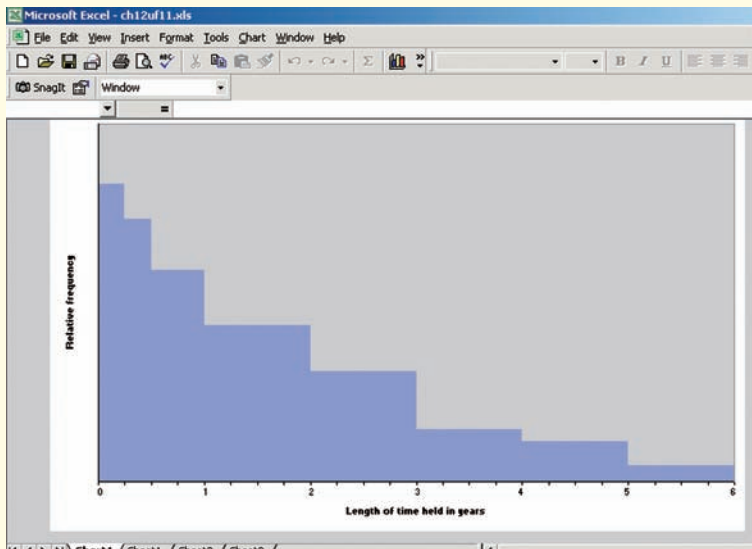 Microsoft Excel - ch12uf11.xls
File Edit View Insert Format Tools Chart Window Help
B I U
SnagIt Window
=
Relative frequency
0 1 2 3 4 5 6
Length of time held in years